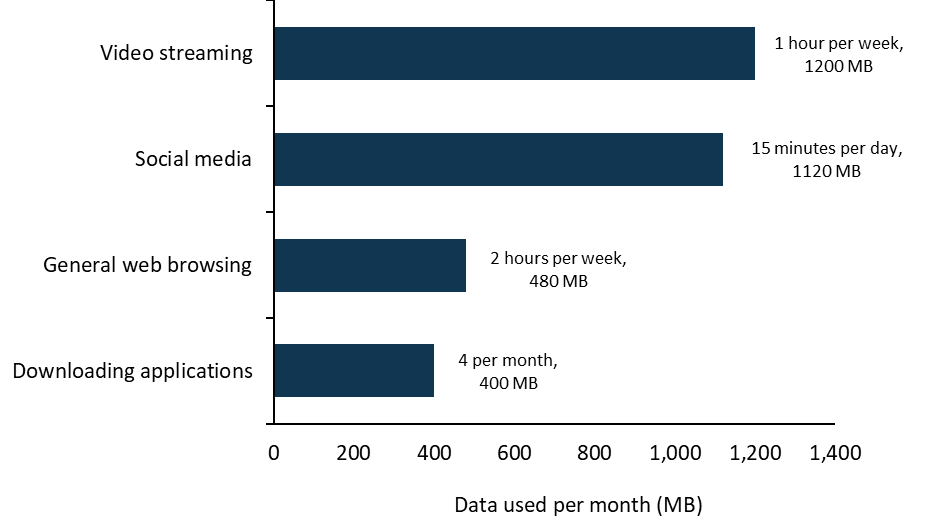 Video streaming
1 hour per week,
1200 MB
Social media
15 minutes per day,
1120 MB
General web browsing
2 hours per week,
480 MB
Downloading applications
4 per month,
400 MB
0 200 400 600 800 1,000 1,200 1,400
Data used per month (MB)